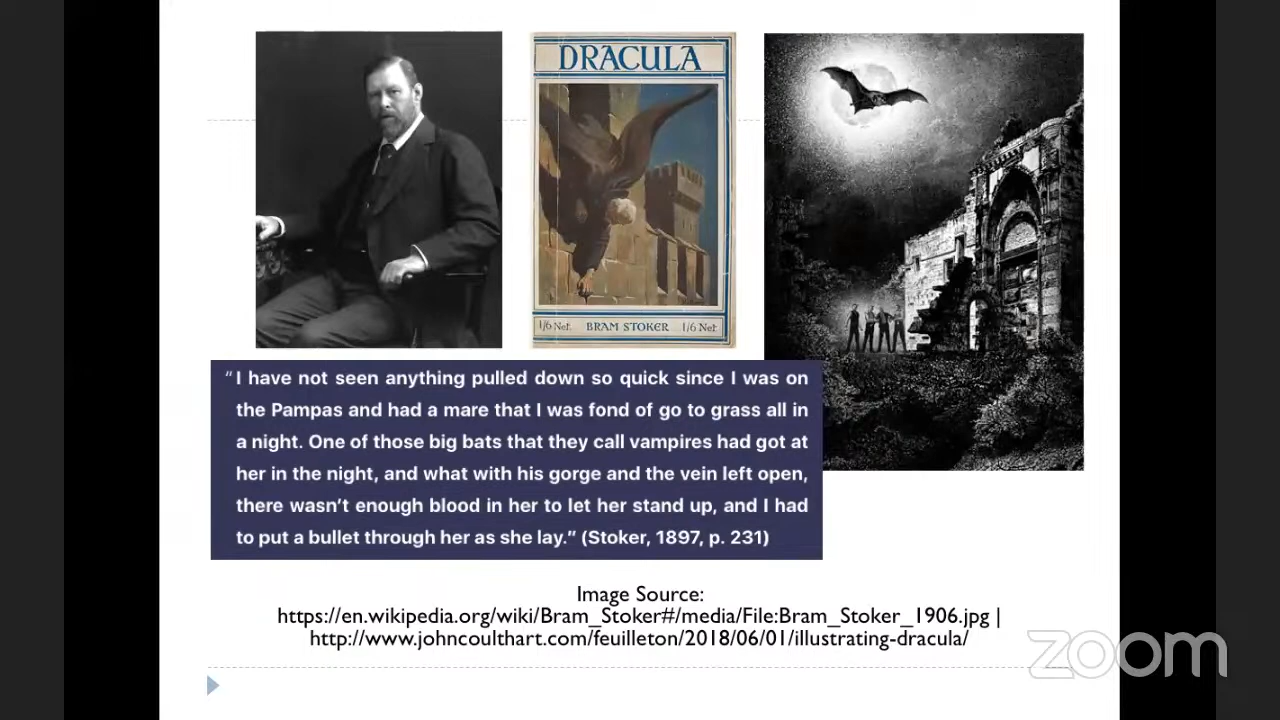 DRACULA
1/6 Net. BRAM STOKER 1/6 Net.
“I have not seen anything pulled down so quick since I was on
the Pampas and had a mare that I was fond of go to grass all in
a night. One of those big bats that they call vampires had got at
her in the night, and what with his gorge and the vein left open,
there wasn’t enough blood in her to let her stand up, and I had
to put a bullet through her as she lay.” (Stoker, 1897, p. 231)
Image Source:
https://en.wikipedia.org/wiki/Bram_Stoker#/media/File:Bram_Stoker_1906.jpg |
http://www.johncoulthart.com/feuilleton/2018/06/01/illustrating-dracula/
zoom